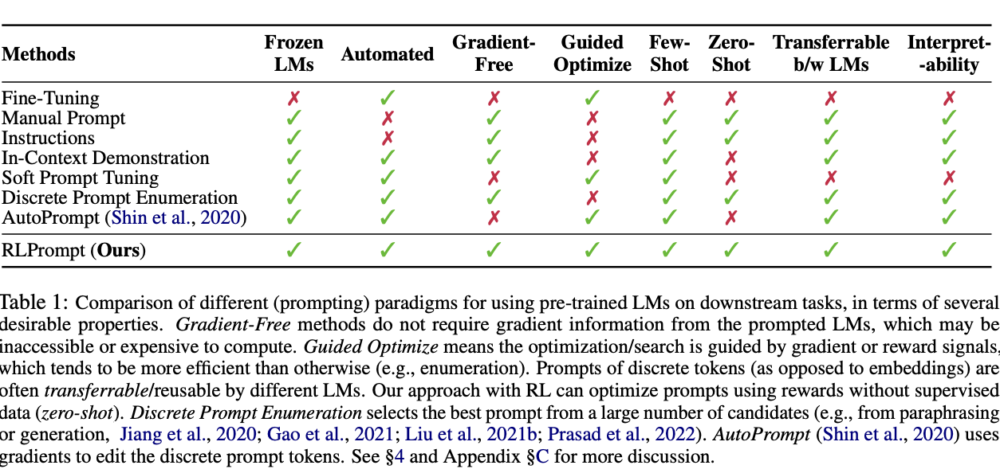 Methods Frozen LMs Automated Gradient-Free Guided Optimize Few-Shot Zero-Shot Transferrable b/w LMs Interpret--ability
Fine-Tuning ✗ ✓ ✗ ✓ ✗ ✗ ✗ ✗
Manual Prompt ✓ ✗ ✓ ✗ ✓ ✓ ✓ ✓
Instructions ✓ ✗ ✓ ✗ ✓ ✓ ✓ ✓
In-Context Demonstration ✓ ✓ ✓ ✗ ✓ ✗ ✓ ✓
Soft Prompt Tuning ✓ ✓ ✗ ✓ ✓ ✗ ✗ ✗
Discrete Prompt Enumeration ✓ ✓ ✓ ✗ ✓ ✓ ✓ ✓
AutoPrompt (Shin et al., 2020) ✓ ✓ ✗ ✓ ✓ ✗ ✓ ✓
RLPrompt (Ours) ✓ ✓ ✓ ✓ ✓ ✓ ✓ ✓
Table 1: Comparison of different (prompting) paradigms for using pre-trained LMs on downstream tasks, in terms of several
desirable properties. Gradient-Free methods do not require gradient information from the prompted LMs, which may be
inaccessible or expensive to compute. Guided Optimize means the optimization/search is guided by gradient or reward signals,
which tends to be more efficient than otherwise (e.g., enumeration). Prompts of discrete tokens (as opposed to embeddings) are
often transferrable/reusable by different LMs. Our approach with RL can optimize prompts using rewards without supervised
data (zero-shot). Discrete Prompt Enumeration selects the best prompt from a large number of candidates (e.g., from paraphrasing
or generation, Jiang et al., 2020; Gao et al., 2021; Liu et al., 2021b; Prasad et al., 2022). AutoPrompt (Shin et al., 2020) uses
gradients to edit the discrete prompt tokens. See §4 and Appendix §C for more discussion.